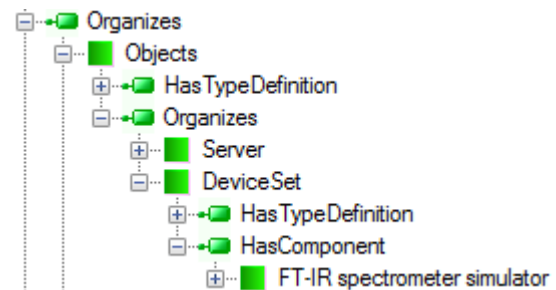 Organizes
Objects
HasTypeDefinition
Organizes
Server
DeviceSet
HasTypeDefinition
HasComponent
FT-IR spectrometer simulator